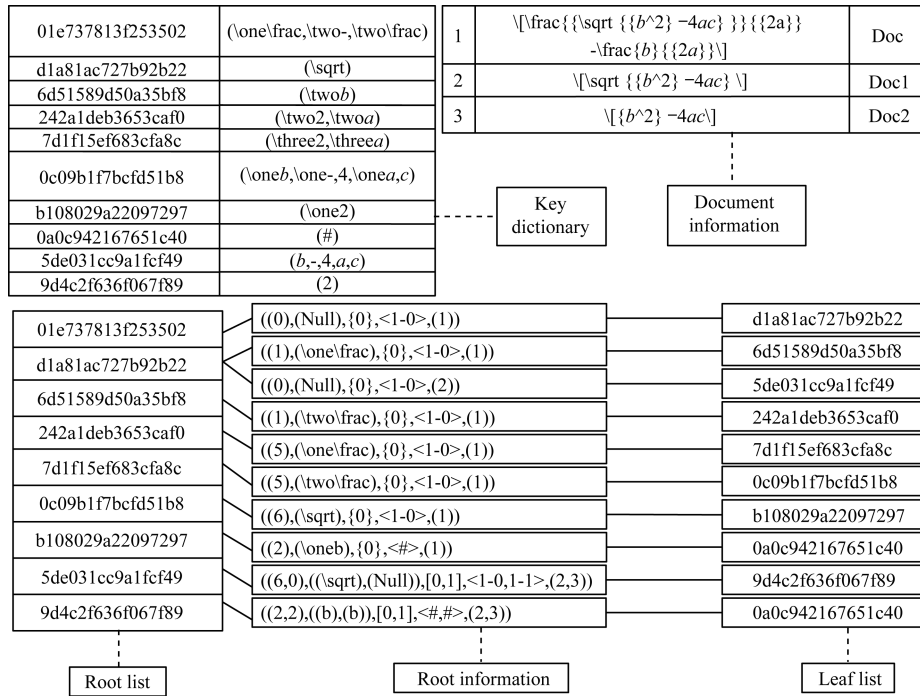 01e737813f253502 (\one\frac,\two-,\two\frac)
d1a81ac727b92b22 (\sqrt)
6d51589d50a35bf8 (\twob)
242a1deb3653caf0 (\two2,\twoa)
7d1f15ef683cfa8c (\three2,\threea)
0c09b1f7bcfd51b8 (\oneb,\one-,4,\onea,c)
b108029a22097297 (\one2)
0a0c942167651c40 (#)
5de031cc9a1fcf49 (b,-,4,a,c)
9d4c2f636f067f89 (2)
Key
dictionary
1 \[\frac{{\sqrt {{b^2} −4ac} }}{{2a}}
-\frac{b}{{2a}}\] Doc
2 \[\sqrt {{b^2} −4ac} \] Doc1
3 \[{b^2} −4ac\] Doc2
Document
information
01e737813f253502 ((0),(Null),{0},<1-0>,(1)) d1a81ac727b92b22
d1a81ac727b92b22 ((1),(\one\frac),{0},<1-0>,(1)) 6d51589d50a35bf8
((0),(Null),{0},<1-0>,(2)) 5de031cc9a1fcf49
6d51589d50a35bf8 ((1),(\two\frac),{0},<1-0>,(1)) 242a1deb3653caf0
242a1deb3653caf0 ((5),(\one\frac),{0},<1-0>,(1)) 7d1f15ef683cfa8c
7d1f15ef683cfa8c ((5),(\two\frac),{0},<1-0>,(1)) 0c09b1f7bcfd51b8
0c09b1f7bcfd51b8 ((6),(\sqrt),{0},<1-0>,(1)) b108029a22097297
b108029a22097297 ((2),(\oneb),{0},<#>,(1)) 0a0c942167651c40
5de031cc9a1fcf49 ((6,0),((\sqrt),(Null)),[0,1],<1-0,1-1>,(2,3)) 9d4c2f636f067f89
9d4c2f636f067f89 ((2,2),((b),(b)),[0,1],<#,#>,(2,3)) 0a0c942167651c40
Root list
Root information
Leaf list